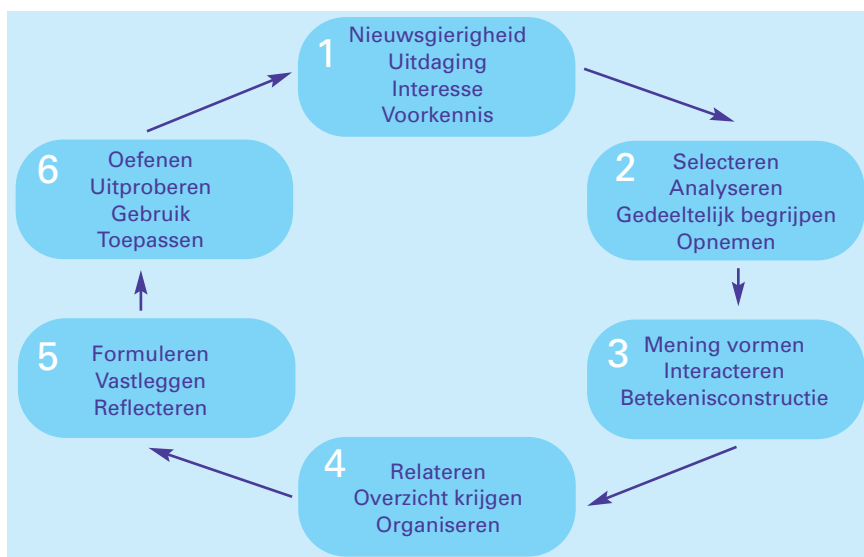 1
Nieuwsgierigheid
Uitdaging
Interesse
Voorkennis
2
Selecteren
Analyseren
Gedeeltelijk begrijpen
Opnemen
3
Mening vormen
Interacteren
Betekenisconstructie
4
Relateren
Overzicht krijgen
Organiseren
5
Formuleren
Vastleggen
Reflecteren
6
Oefenen
Uitproberen
Gebruik
Toepassen